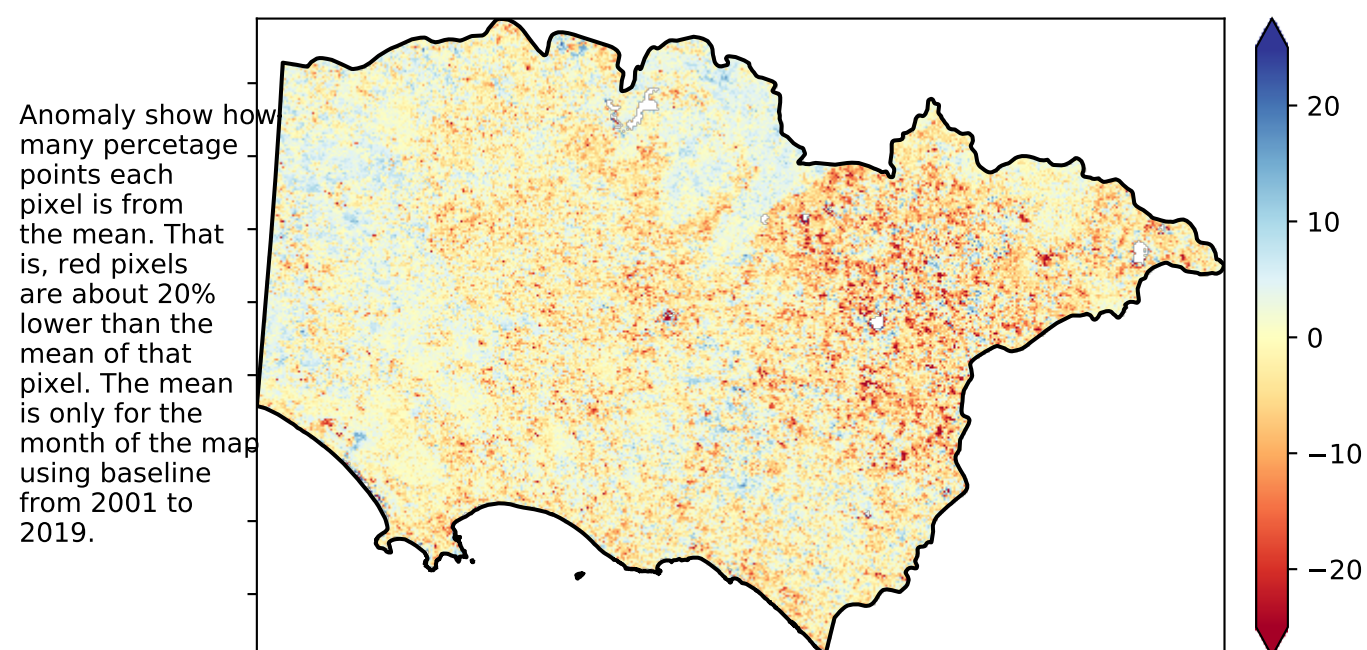 Anomaly show how
many percetage
points each
pixel is from
the mean. That
is, red pixels
are about 20%
lower than the
mean of that
pixel. The mean
is only for the
month of the map
using baseline
from 2001 to
2019.
20
10
0
−10
−20